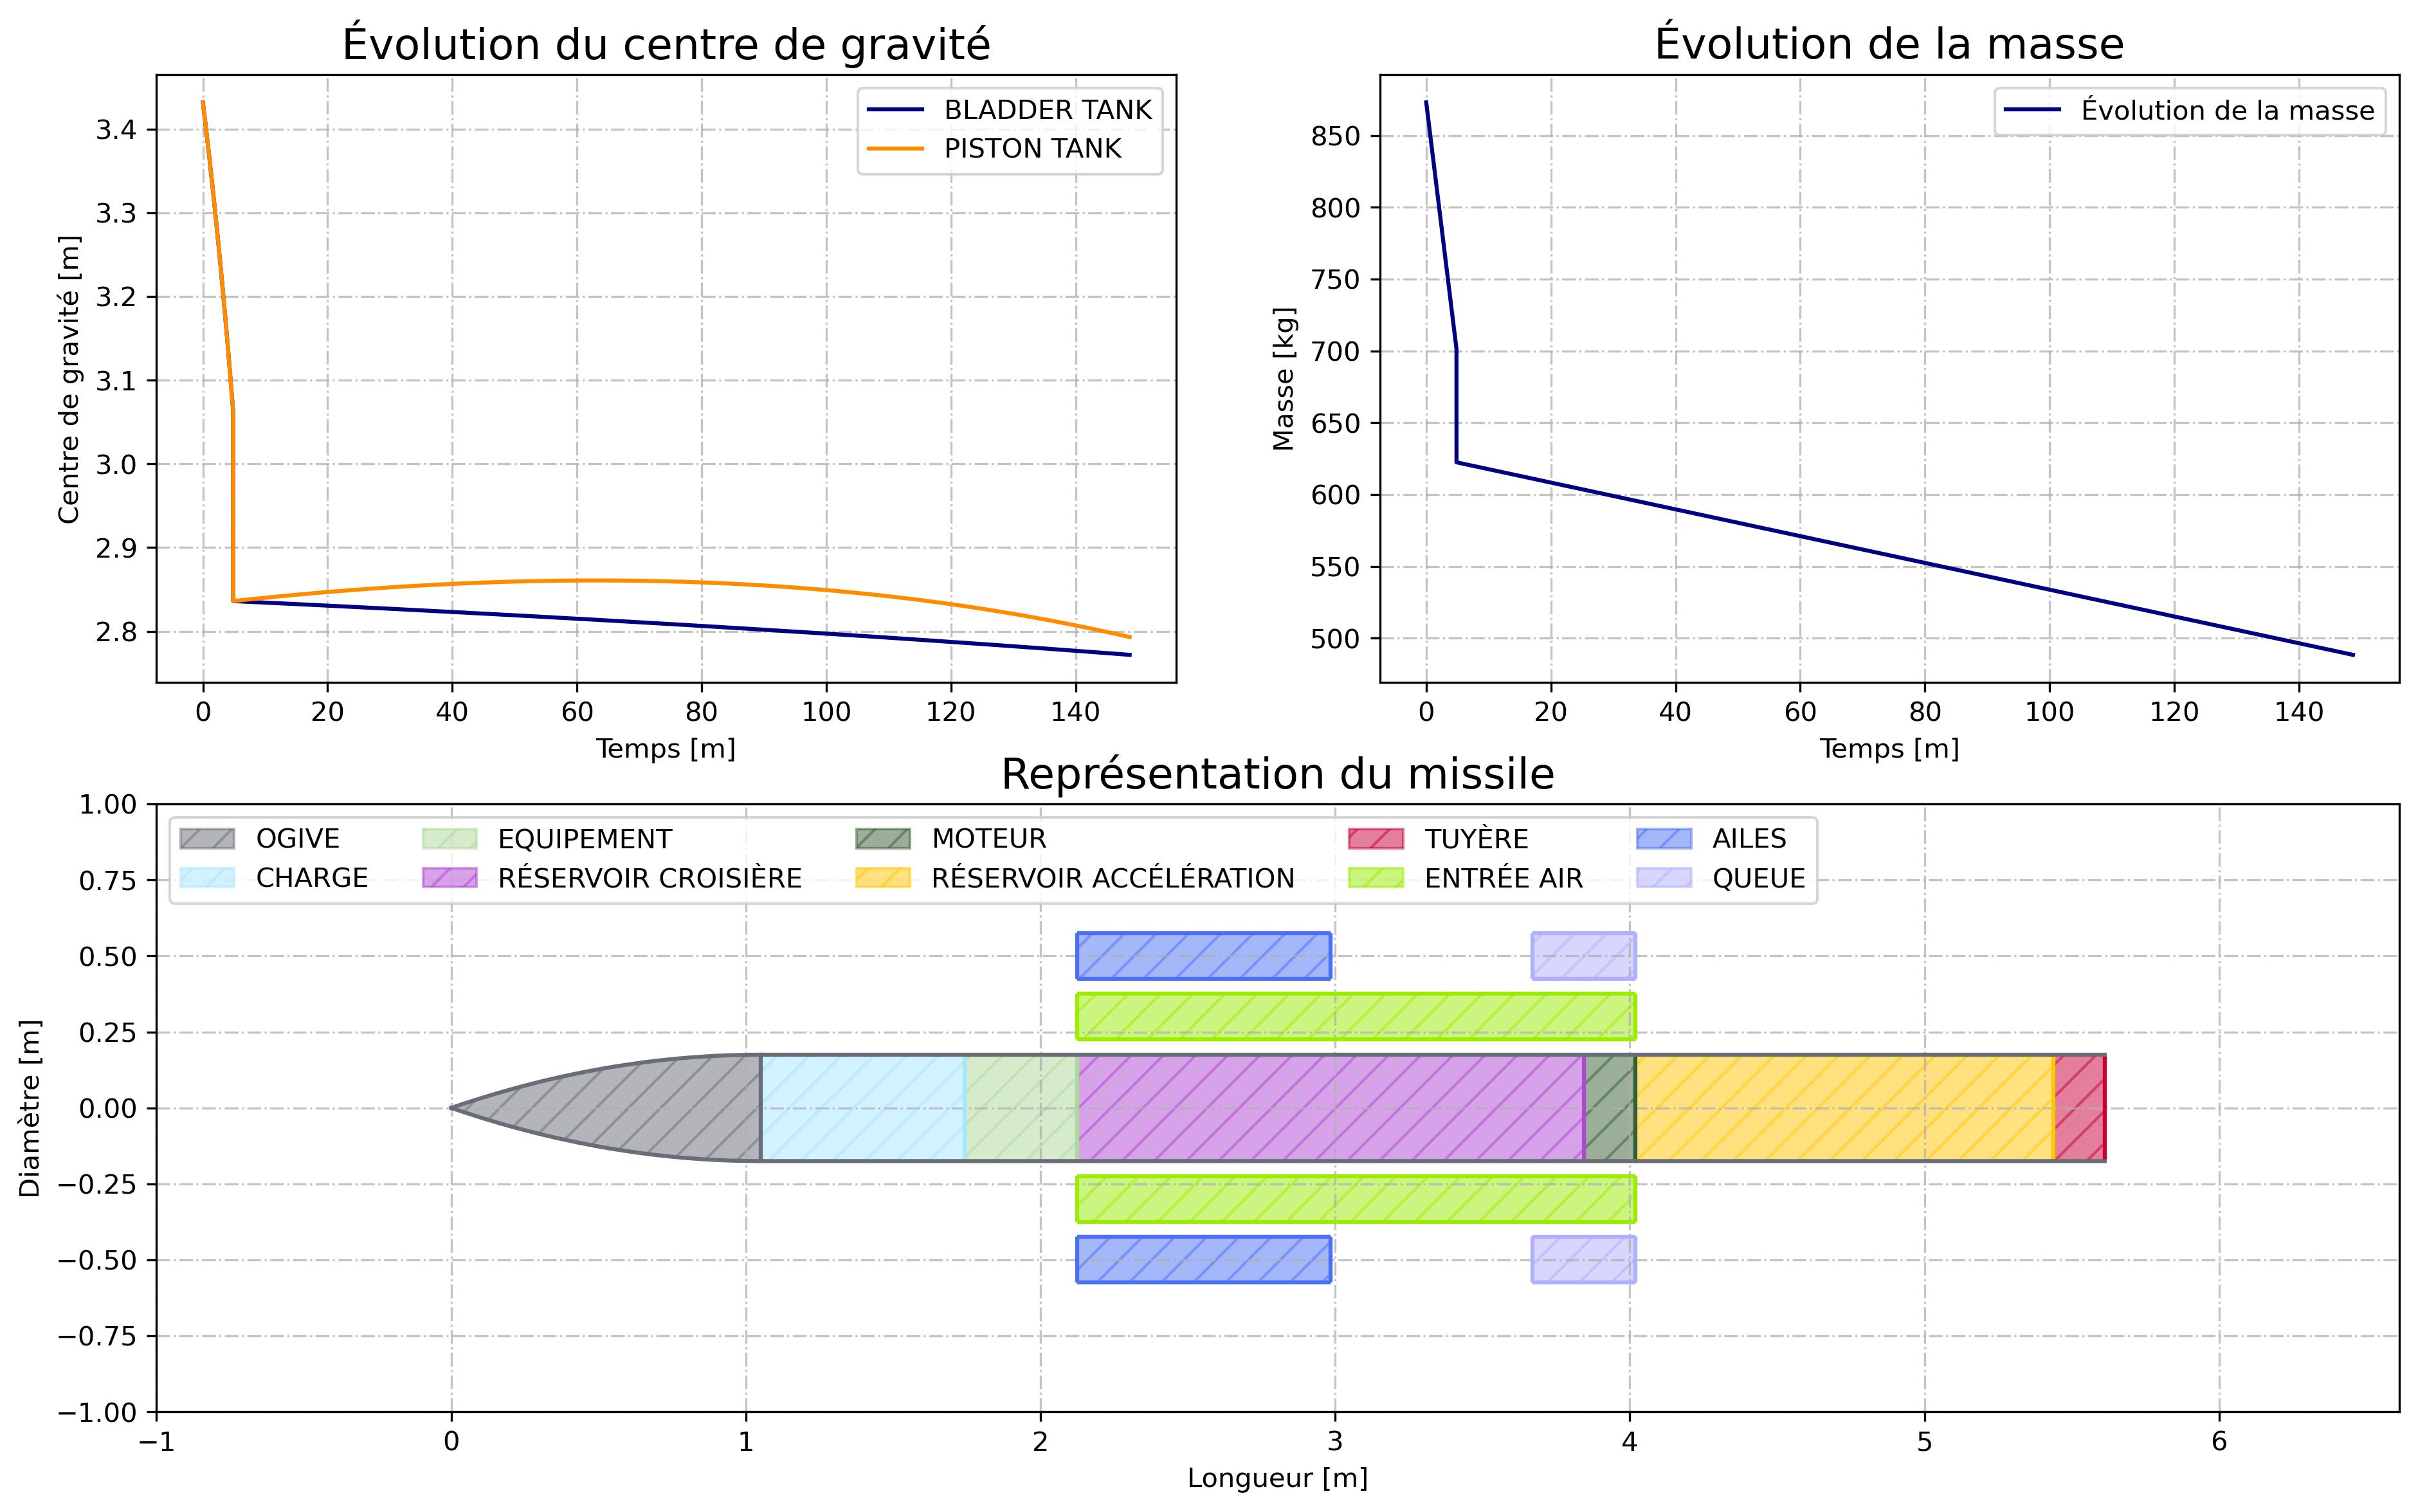 Évolution du centre de gravité
BLADDER TANK
PISTON TANK
3.4
3.3
3.2
3.1
3.0
2.9
2.8
Centre de gravité [m]
0 20 40 60 80 100 120 140
Temps [m]
Évolution de la masse
Évolution de la masse
850
800
750
700
650
600
550
500
Masse [kg]
0 20 40 60 80 100 120 140
Temps [m]
Représentation du missile
OGIVE EQUIPEMENT MOTEUR TUYÈRE AILES
CHARGE RÉSERVOIR CROISIÈRE RÉSERVOIR ACCÉLÉRATION ENTRÉE AIR QUEUE
1.00
0.75
0.50
0.25
0.00
−0.25
−0.50
−0.75
−1.00
Diamètre [m]
−1 0 1 2 3 4 5 6
Longueur [m]